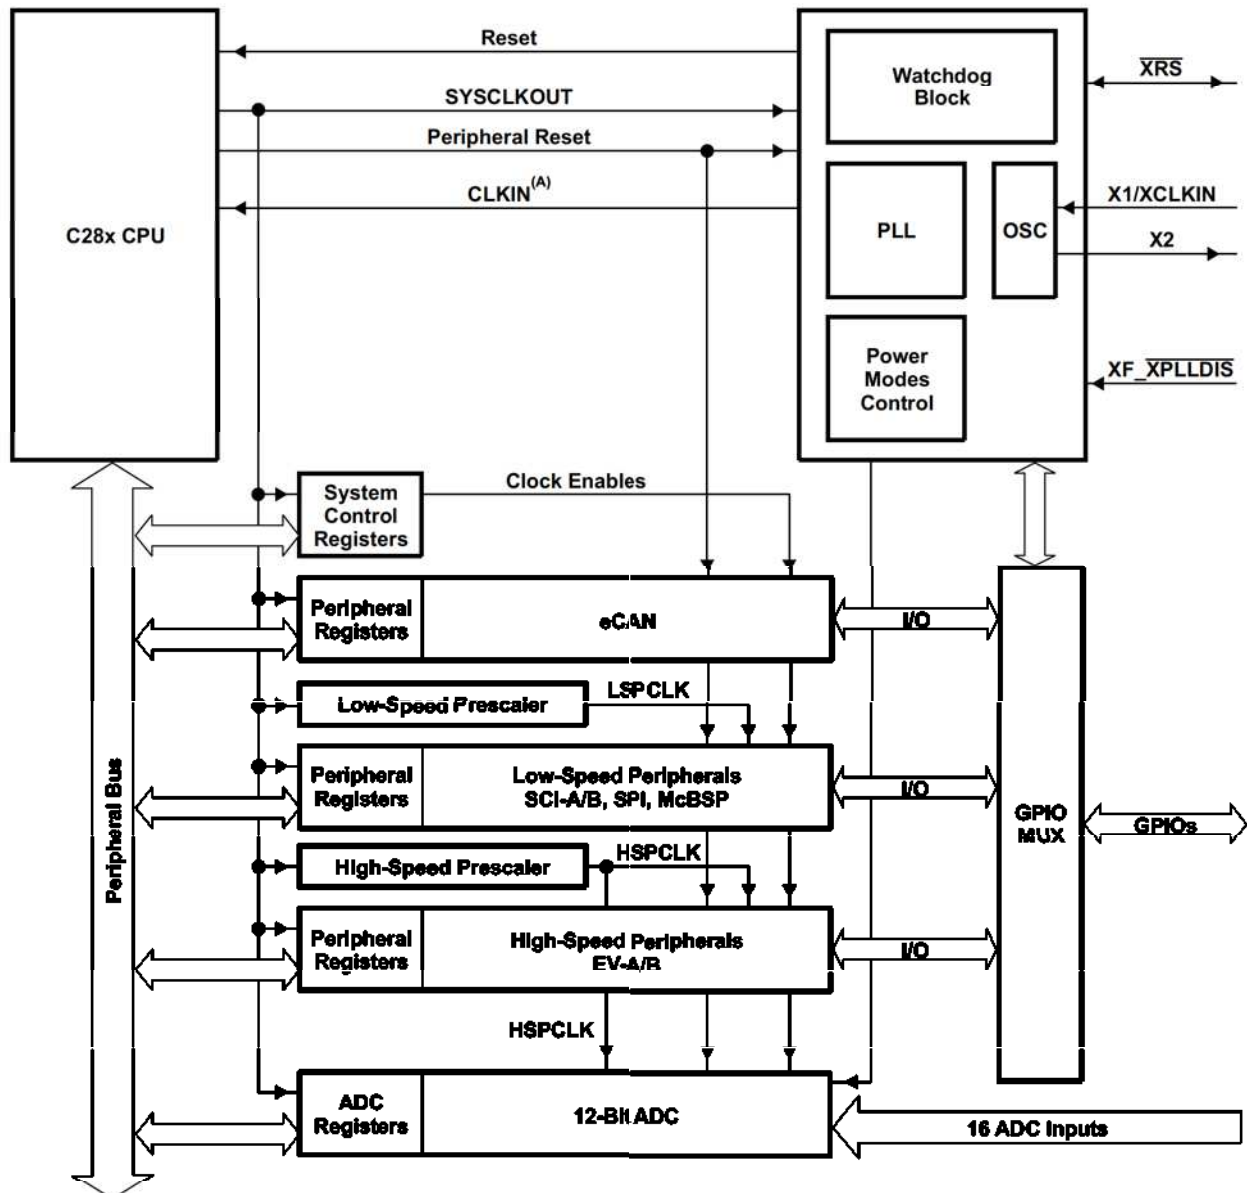 Reset
Watchdog
Block
XRS
SYSCLKOUT
Peripheral Reset
CLKIN(A)
C28x CPU
PLL
OSC
X1/XCLKIN
X2
Power
Modes
Control
XF_XPLLDIS
System
Control
Registers
Clock Enables
Peripheral
Registers
eCAN
I/O
Low-Speed Prescaler
LSPCLK
Peripheral
Registers
Low-Speed Peripherals
SCI-A/B, SPI, McBSP
I/O
Peripheral Bus
GPIO
MUX
GPIOs
High-Speed Prescaler
HSPCLK
Peripheral
Registers
High-Speed Peripherals
EV-A/B
I/O
HSPCLK
ADC
Registers
12-Bit ADC
16 ADC Inputs